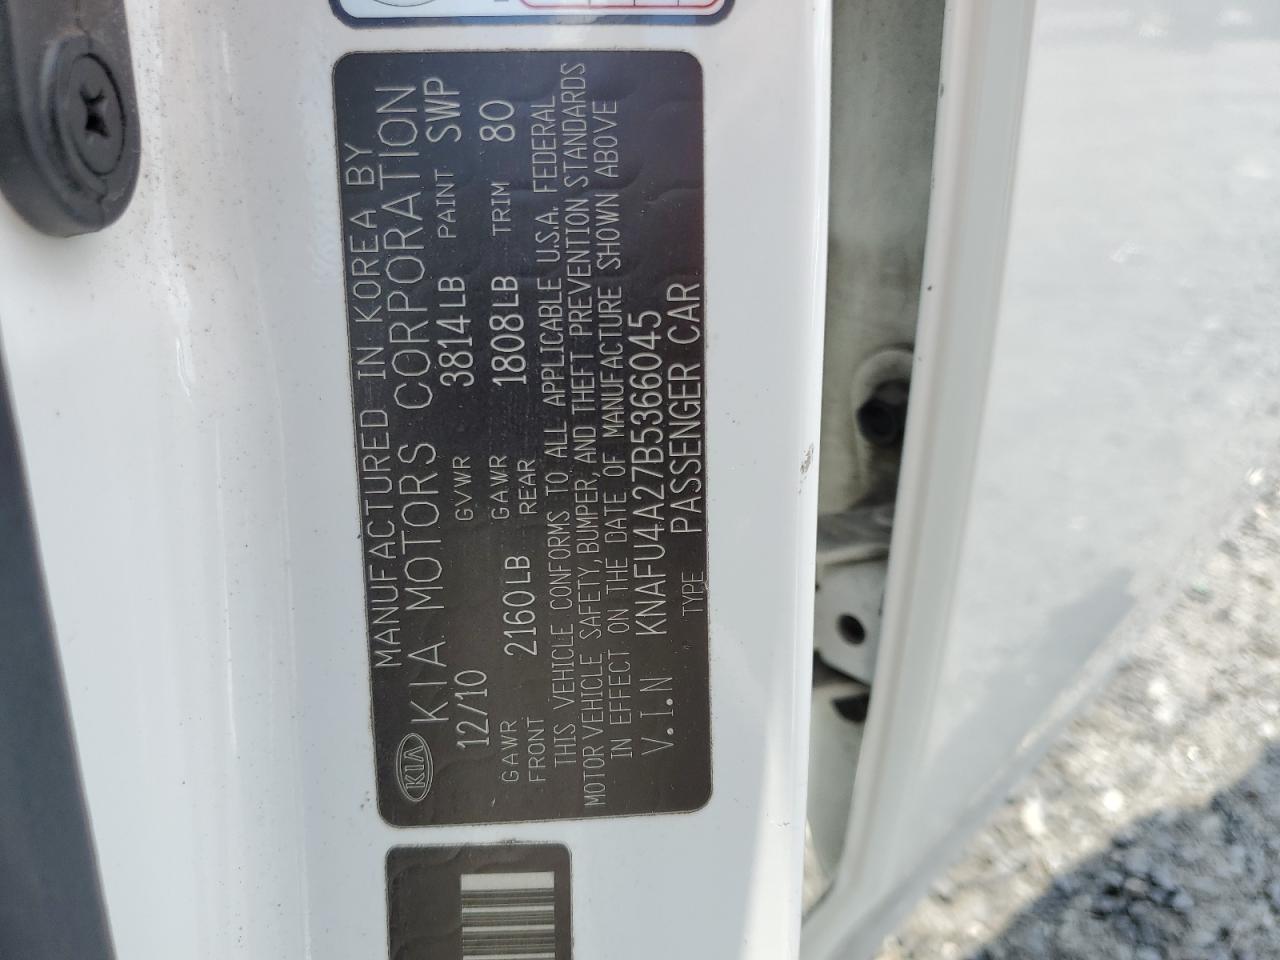 MANUFACTURED IN KOREA BY
KIA KIA MOTORS CORPORATION
12/10 GVWR 3814LB PAINT SWP
GAWR FRONT 2160LB GAWR REAR 1808LB TRIM 80
THIS VEHICLE CONFORMS TO ALL APPLICABLE U.S.A. FEDERAL
MOTOR VEHICLE SAFETY, BUMPER, AND THEFT PREVENTION STANDARDS
IN EFFECT ON THE DATE OF MANUFACTURE SHOWN ABOVE
V.I.N KNAFU4A27B5366045
TYPE PASSENGER CAR